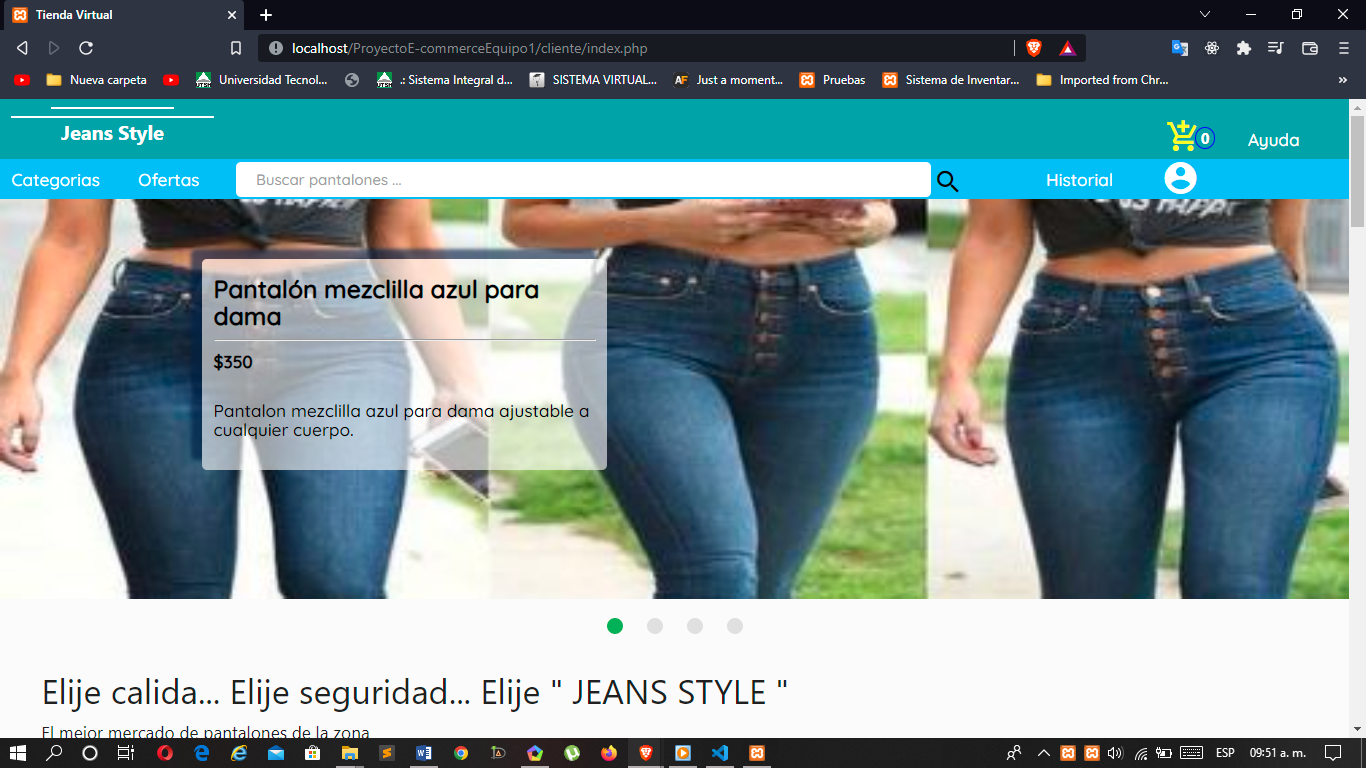 Tienda Virtual
localhost/ProyectoE-commerceEquipo1/cliente/index.php
Nueva carpeta
Universidad Tecnol...
.: Sistema Integral d...
SISTEMA VIRTUAL...
Just a moment...
Pruebas
Sistema de Inventar...
Imported from Chr...
Jeans Style
0
Ayuda
Categorias
Ofertas
Buscar pantalones ...
Historial
Pantalón mezclilla azul para
dama
$350
Pantalon mezclilla azul para dama ajustable a
cualquier cuerpo.
Elije calida... Elije seguridad... Elije " JEANS STYLE "
El mejor mercado de pantalones de la zona
ESP
09:51 a. m.